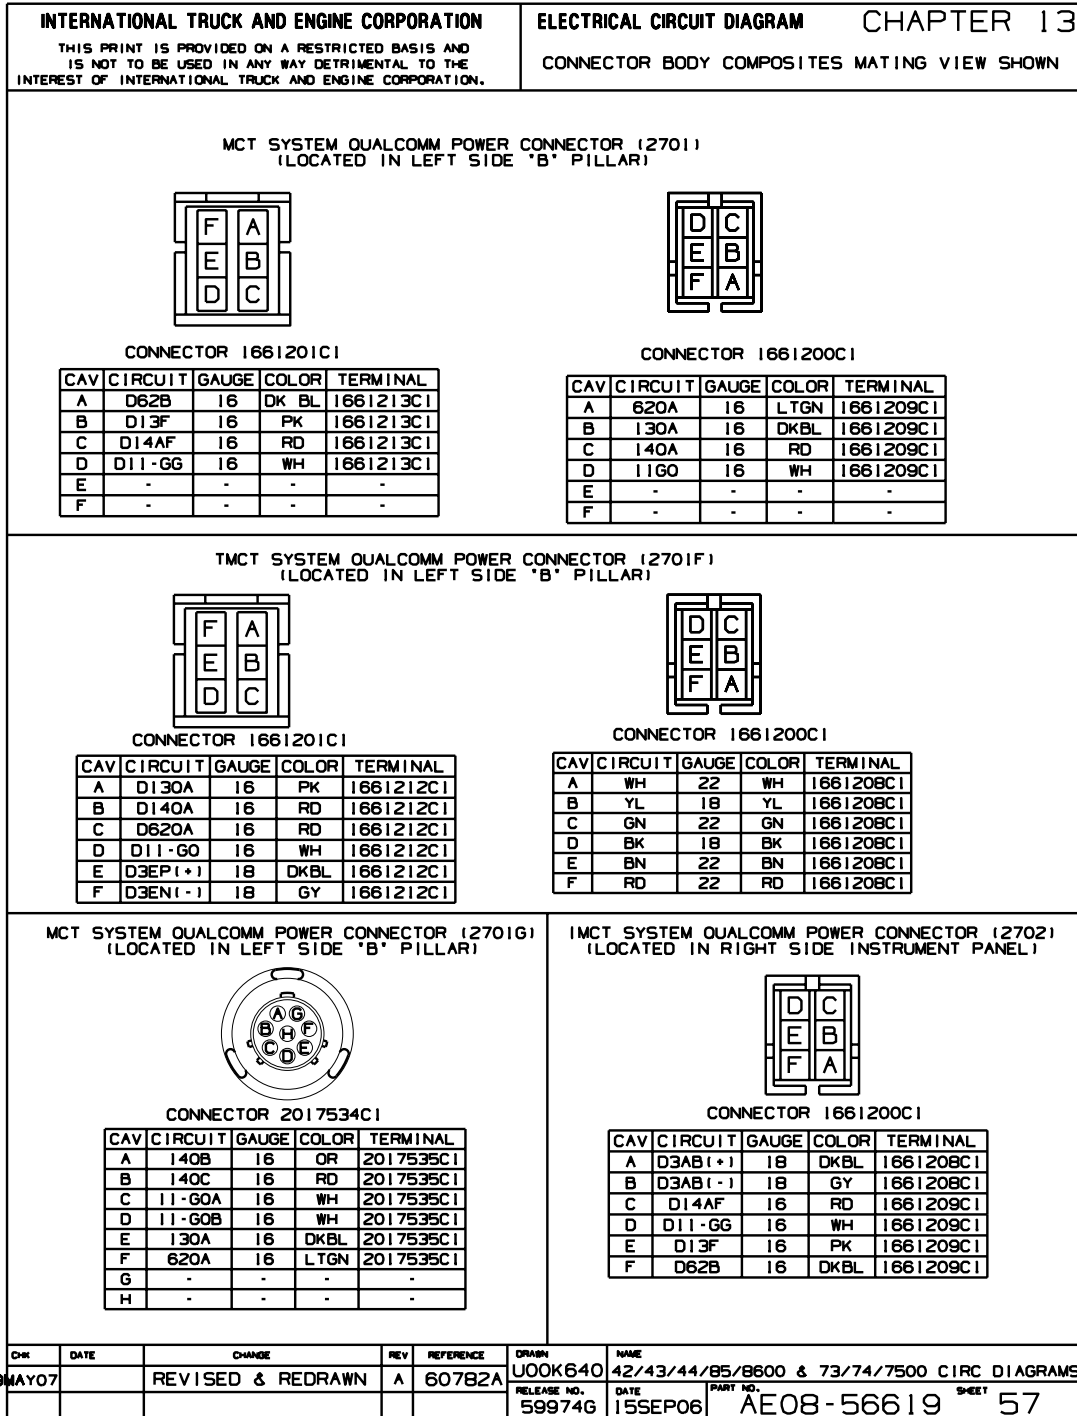 INTERNATIONAL TRUCK AND ENGINE CORPORATION
THIS PRINT IS PROVIDED ON A RESTRICTED BASIS AND
IS NOT TO BE USED IN ANY WAY DETRIMENTAL TO THE
INTEREST OF INTERNATIONAL TRUCK AND ENGINE CORPORATION.
ELECTRICAL CIRCUIT DIAGRAM CHAPTER 13
CONNECTOR BODY COMPOSITES MATING VIEW SHOWN
MCT SYSTEM QUALCOMM POWER CONNECTOR (2701)
(LOCATED IN LEFT SIDE "B" PILLAR)
F A
E B
D C
CONNECTOR 1661201C1
CAV CIRCUIT GAUGE COLOR TERMINAL
A D62B 16 DK BL 1661213C1
B D13F 16 PK 1661213C1
C D14AF 16 RD 1661213C1
D D11-GG 16 WH 1661213C1
E - - - -
F - - - -
D C
E B
F A
CONNECTOR 1661200C1
CAV CIRCUIT GAUGE COLOR TERMINAL
A 620A 16 LTGN 1661209C1
B 130A 16 DKBL 1661209C1
C 140A 16 RD 1661209C1
D 11GO 16 WH 1661209C1
E - - - -
F - - - -
TMCT SYSTEM QUALCOMM POWER CONNECTOR (2701F)
(LOCATED IN LEFT SIDE "B" PILLAR)
F A
E B
D C
CONNECTOR 1661201C1
CAV CIRCUIT GAUGE COLOR TERMINAL
A D130A 16 PK 1661212C1
B D140A 16 RD 1661212C1
C D620A 16 RD 1661212C1
D D11-GO 16 WH 1661212C1
E D3EP(+) 18 DKBL 1661212C1
F D3EN(-) 18 GY 1661212C1
D C
E B
F A
CONNECTOR 1661200C1
CAV CIRCUIT GAUGE COLOR TERMINAL
A WH 22 WH 1661208C1
B YL 18 YL 1661208C1
C GN 22 GN 1661208C1
D BK 18 BK 1661208C1
E BN 22 BN 1661208C1
F RD 22 RD 1661208C1
MCT SYSTEM QUALCOMM POWER CONNECTOR (2701G)
(LOCATED IN LEFT SIDE "B" PILLAR)
A G
B H F
C D E
CONNECTOR 2017534C1
CAV CIRCUIT GAUGE COLOR TERMINAL
A 140B 16 OR 2017535C1
B 140C 16 RD 2017535C1
C 11-GOA 16 WH 2017535C1
D 11-GOB 16 WH 2017535C1
E 130A 16 DKBL 2017535C1
F 620A 16 LTGN 2017535C1
G - - - -
H - - - -
IMCT SYSTEM QUALCOMM POWER CONNECTOR (2702)
(LOCATED IN RIGHT SIDE INSTRUMENT PANEL)
D C
E B
F A
CONNECTOR 1661200C1
CAV CIRCUIT GAUGE COLOR TERMINAL
A D3AB(+) 18 DKBL 1661208C1
B D3AB(-) 18 GY 1661208C1
C D14AF 16 RD 1661209C1
D D11-GG 16 WH 1661209C1
E D13F 16 PK 1661209C1
F D62B 16 DKBL 1661209C1
CHK DATE CHANGE REV REFERENCE
MAY07 REVISED & REDRAWN A 60782A
DRAWN
U00K640
NAME
42/43/44/85/8600 & 73/74/7500 CIRC DIAGRAMS
RELEASE NO.
59974G
DATE
15SEP06
PART NO.
AE08-56619
SHEET
57